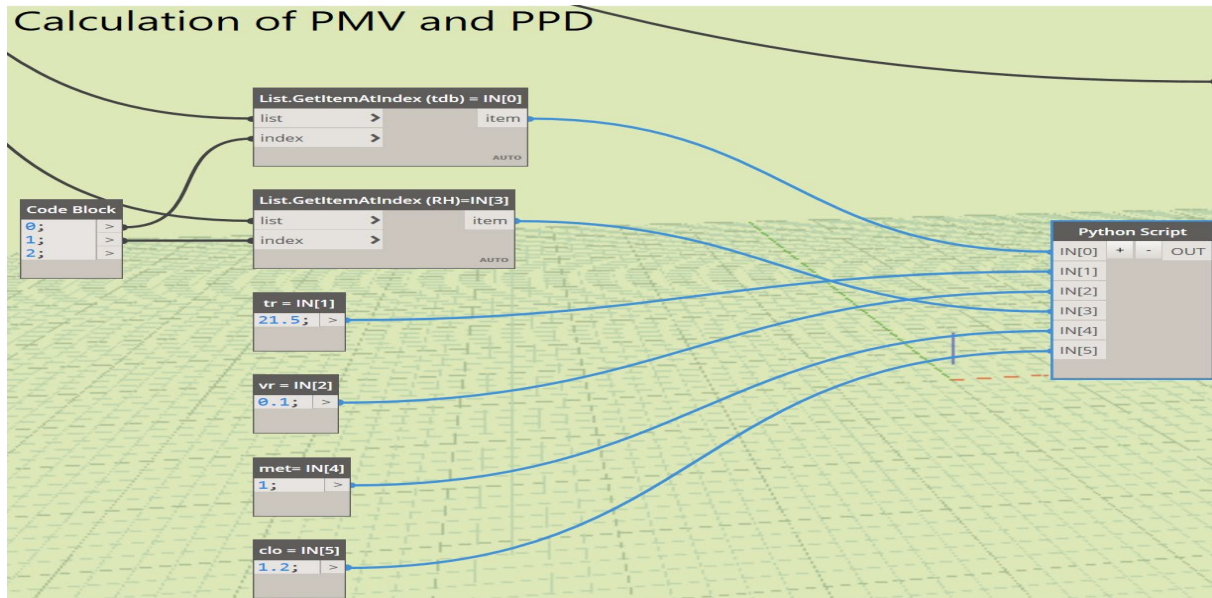 Calculation of PMV and PPD
List.GetItemAtIndex (tdb) = IN[0]
list > item
index >
AUTO
List.GetItemAtIndex (RH)=IN[3]
list > item
index >
AUTO
Code Block
0; >
1; >
2; >
tr = IN[1]
21.5; >
vr = IN[2]
0.1; >
met= IN[4]
1; >
clo = IN[5]
1.2; >
Python Script
IN[0] + - OUT
IN[1]
IN[2]
IN[3]
IN[4]
IN[5]